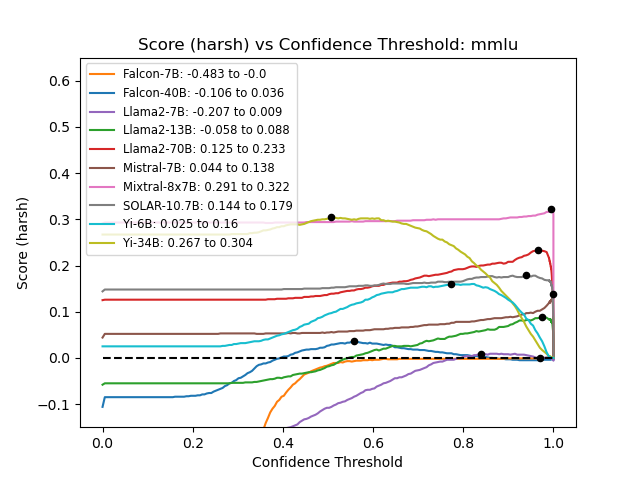 Score (harsh) vs Confidence Threshold: mmlu
Falcon-7B: -0.483 to -0.0
Falcon-40B: -0.106 to 0.036
Llama2-7B: -0.207 to 0.009
Llama2-13B: -0.058 to 0.088
Llama2-70B: 0.125 to 0.233
Mistral-7B: 0.044 to 0.138
Mixtral-8x7B: 0.291 to 0.322
SOLAR-10.7B: 0.144 to 0.179
Yi-6B: 0.025 to 0.16
Yi-34B: 0.267 to 0.304
Score (harsh)
0.6
0.5
0.4
0.3
0.2
0.1
0.0
−0.1
0.0 0.2 0.4 0.6 0.8 1.0
Confidence Threshold